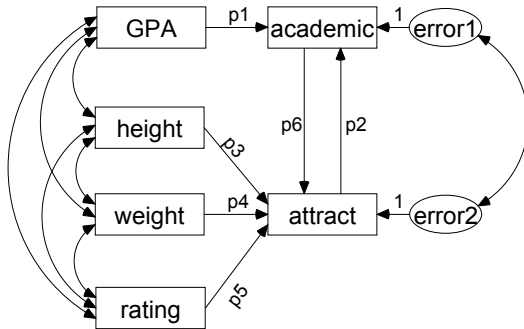 GPA p1 academic 1 error1
p6 p2
height p3
weight p4 attract 1 error2
rating p5